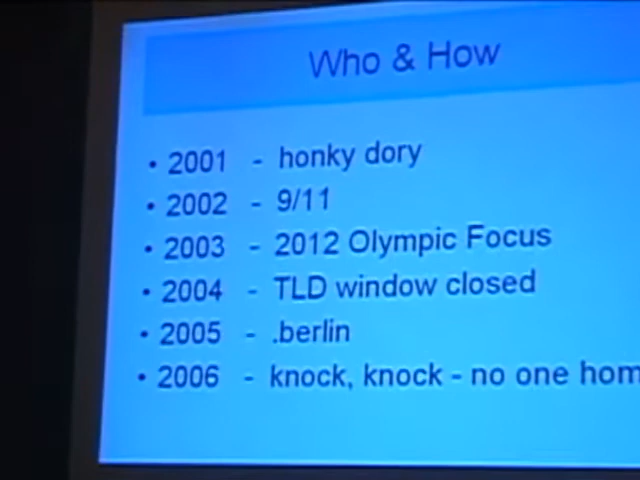 Who & How
• 2001 - honky dory
• 2002 - 9/11
• 2003 - 2012 Olympic Focus
• 2004 - TLD window closed
• 2005 - .berlin
• 2006 - knock, knock - no one hom